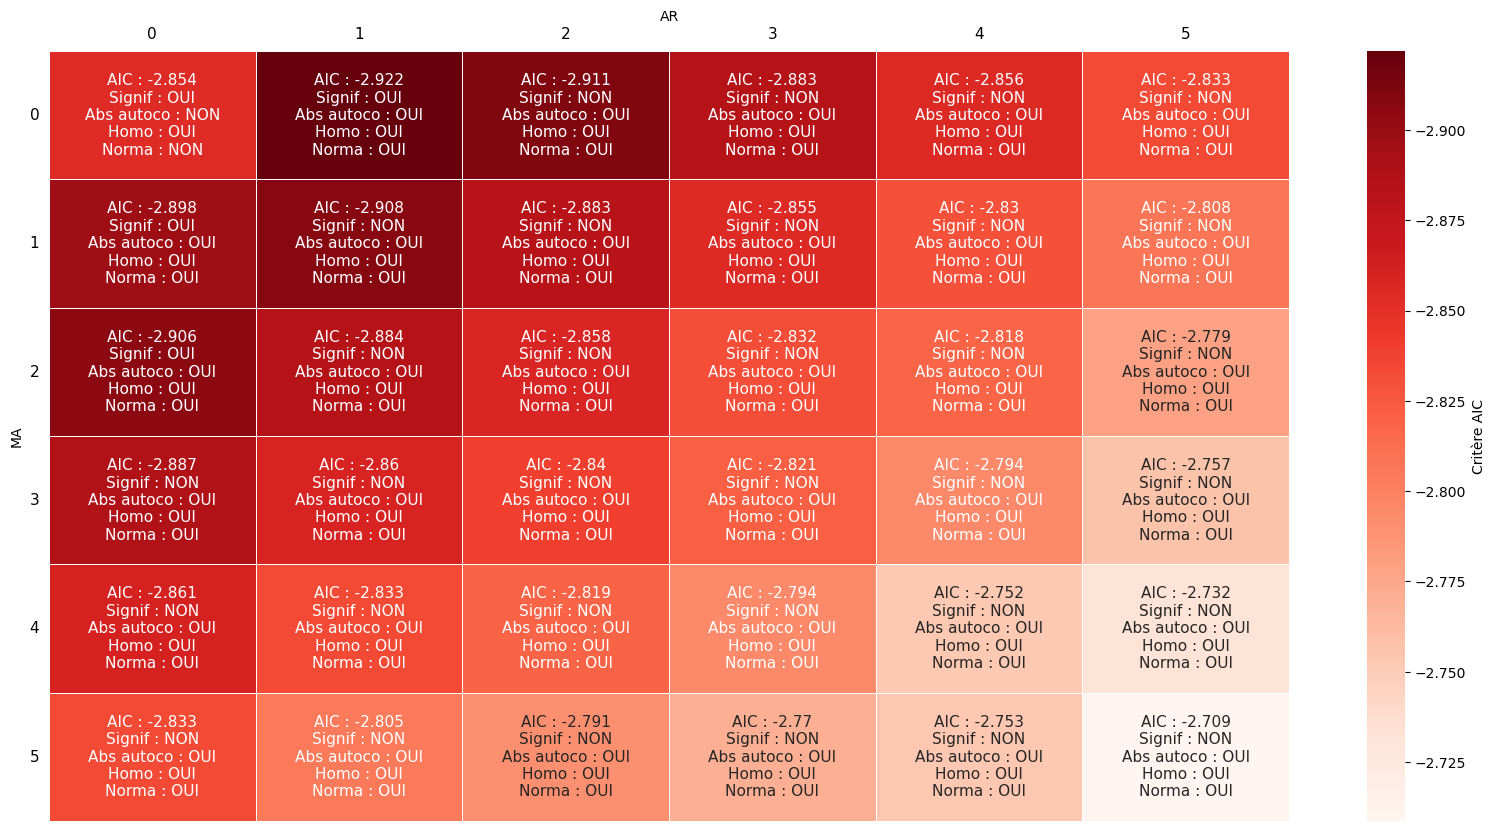 AR
0 1 2 3 4 5
0
AIC : -2.854
Signif : OUI
Abs autoco : NON
Homo : OUI
Norma : NON
AIC : -2.922
Signif : OUI
Abs autoco : OUI
Homo : OUI
Norma : OUI
AIC : -2.911
Signif : NON
Abs autoco : OUI
Homo : OUI
Norma : OUI
AIC : -2.883
Signif : NON
Abs autoco : OUI
Homo : OUI
Norma : OUI
AIC : -2.856
Signif : NON
Abs autoco : OUI
Homo : OUI
Norma : OUI
AIC : -2.833
Signif : NON
Abs autoco : OUI
Homo : OUI
Norma : OUI
1
AIC : -2.898
Signif : OUI
Abs autoco : OUI
Homo : OUI
Norma : OUI
AIC : -2.908
Signif : NON
Abs autoco : OUI
Homo : OUI
Norma : OUI
AIC : -2.883
Signif : NON
Abs autoco : OUI
Homo : OUI
Norma : OUI
AIC : -2.855
Signif : NON
Abs autoco : OUI
Homo : OUI
Norma : OUI
AIC : -2.83
Signif : NON
Abs autoco : OUI
Homo : OUI
Norma : OUI
AIC : -2.808
Signif : NON
Abs autoco : OUI
Homo : OUI
Norma : OUI
2
AIC : -2.906
Signif : OUI
Abs autoco : OUI
Homo : OUI
Norma : OUI
AIC : -2.884
Signif : NON
Abs autoco : OUI
Homo : OUI
Norma : OUI
AIC : -2.858
Signif : NON
Abs autoco : OUI
Homo : OUI
Norma : OUI
AIC : -2.832
Signif : NON
Abs autoco : OUI
Homo : OUI
Norma : OUI
AIC : -2.818
Signif : NON
Abs autoco : OUI
Homo : OUI
Norma : OUI
AIC : -2.779
Signif : NON
Abs autoco : OUI
Homo : OUI
Norma : OUI
MA
3
AIC : -2.887
Signif : NON
Abs autoco : OUI
Homo : OUI
Norma : OUI
AIC : -2.86
Signif : NON
Abs autoco : OUI
Homo : OUI
Norma : OUI
AIC : -2.84
Signif : NON
Abs autoco : OUI
Homo : OUI
Norma : OUI
AIC : -2.821
Signif : NON
Abs autoco : OUI
Homo : OUI
Norma : OUI
AIC : -2.794
Signif : NON
Abs autoco : OUI
Homo : OUI
Norma : OUI
AIC : -2.757
Signif : NON
Abs autoco : OUI
Homo : OUI
Norma : OUI
4
AIC : -2.861
Signif : NON
Abs autoco : OUI
Homo : OUI
Norma : OUI
AIC : -2.833
Signif : NON
Abs autoco : OUI
Homo : OUI
Norma : OUI
AIC : -2.819
Signif : NON
Abs autoco : OUI
Homo : OUI
Norma : OUI
AIC : -2.794
Signif : NON
Abs autoco : OUI
Homo : OUI
Norma : OUI
AIC : -2.752
Signif : NON
Abs autoco : OUI
Homo : OUI
Norma : OUI
AIC : -2.732
Signif : NON
Abs autoco : OUI
Homo : OUI
Norma : OUI
5
AIC : -2.833
Signif : NON
Abs autoco : OUI
Homo : OUI
Norma : OUI
AIC : -2.805
Signif : NON
Abs autoco : OUI
Homo : OUI
Norma : OUI
AIC : -2.791
Signif : NON
Abs autoco : OUI
Homo : OUI
Norma : OUI
AIC : -2.77
Signif : NON
Abs autoco : OUI
Homo : OUI
Norma : OUI
AIC : -2.753
Signif : NON
Abs autoco : OUI
Homo : OUI
Norma : OUI
AIC : -2.709
Signif : NON
Abs autoco : OUI
Homo : OUI
Norma : OUI
−2.900
−2.875
−2.850
−2.825
−2.800
−2.775
−2.750
−2.725
Critère AIC